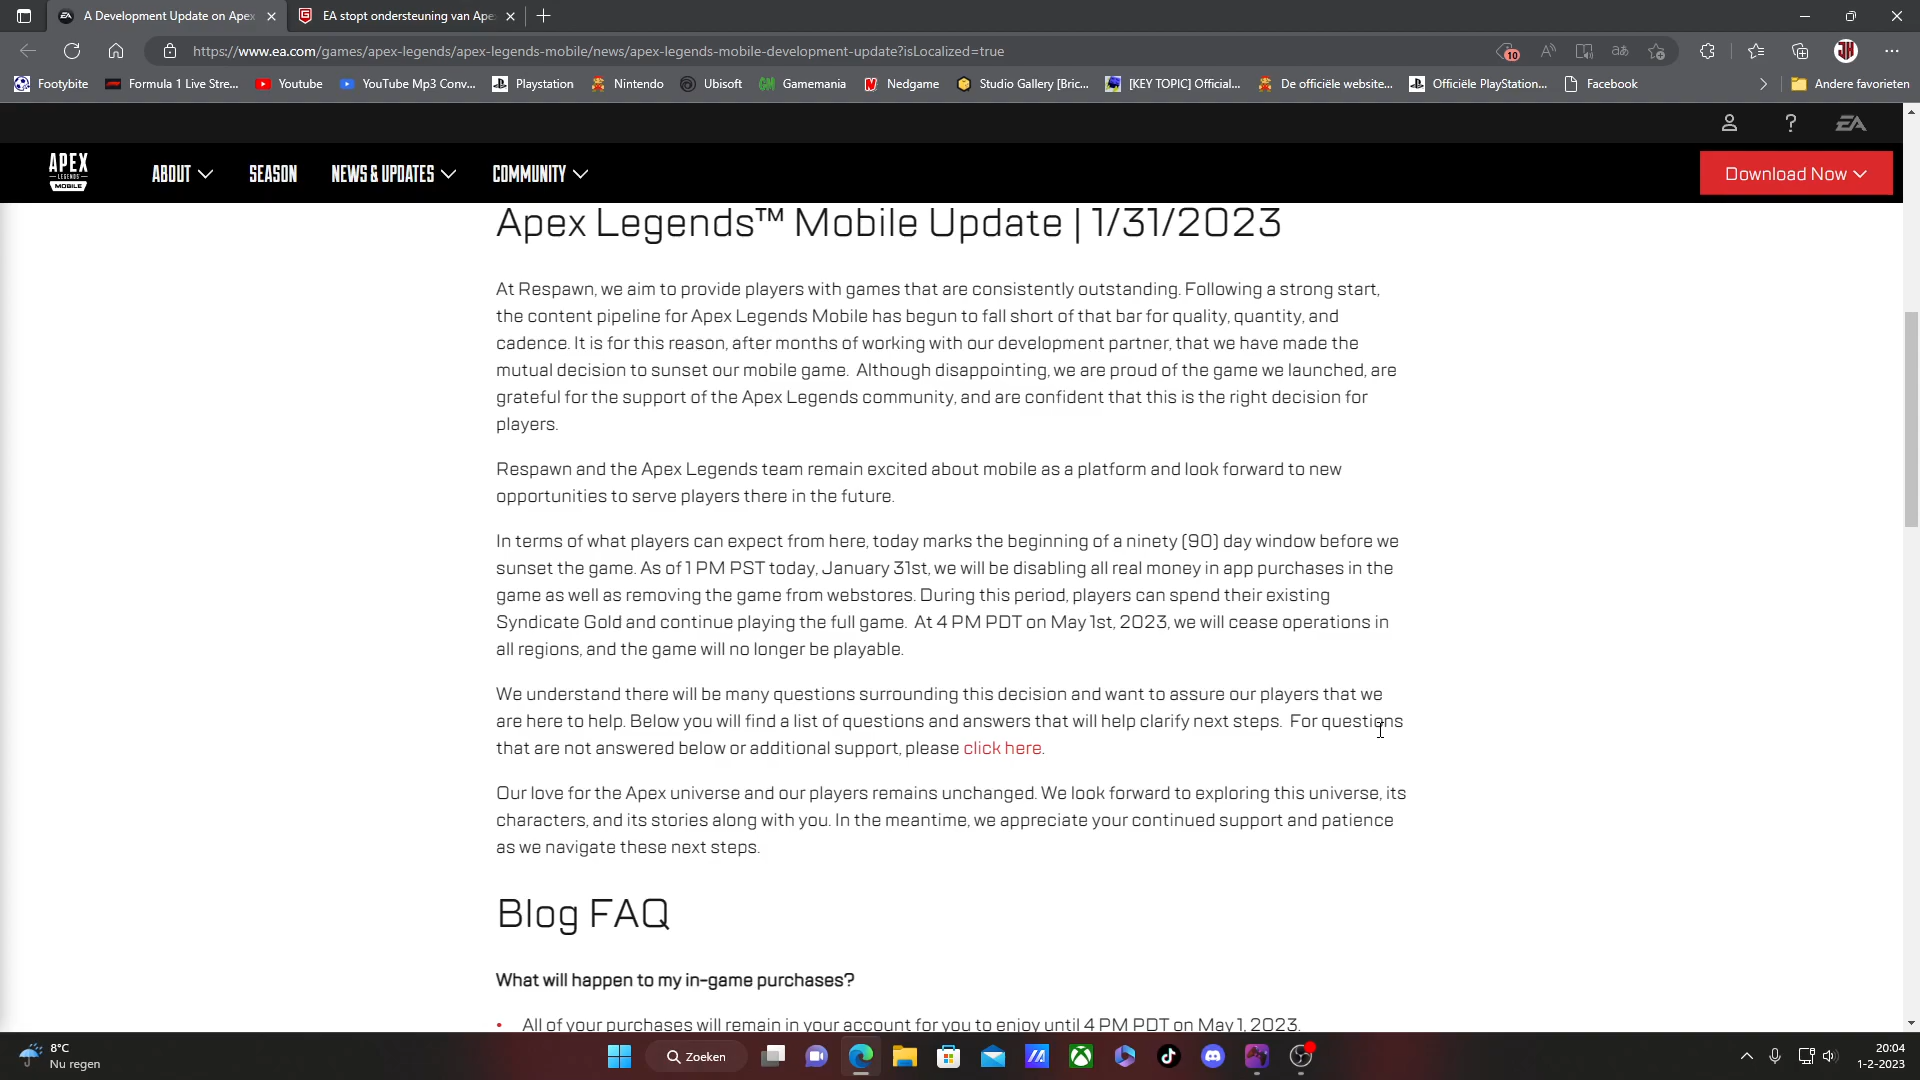 A Development Update on Apex
EA stopt ondersteuning van Apex
https://www.ea.com/games/apex-legends/apex-legends-mobile/news/apex-legends-mobile-development-update?isLocalized=true
10
Footybite
Formula 1 Live Stre...
Youtube
YouTube Mp3 Conv...
Playstation
Nintendo
Ubisoft
Gamemania
Nedgame
Studio Gallery [Bric...
[KEY TOPIC] Official...
De officiële website...
Officiële PlayStation...
Facebook
Andere favorieten
EA
APEX
LEGENDS
MOBILE
ABOUT
SEASON
NEWS & UPDATES
COMMUNITY
Download Now
Apex Legends™ Mobile Update | 1/31/2023
At Respawn, we aim to provide players with games that are consistently outstanding. Following a strong start,
the content pipeline for Apex Legends Mobile has begun to fall short of that bar for quality, quantity, and
cadence. It is for this reason, after months of working with our development partner, that we have made the
mutual decision to sunset our mobile game. Although disappointing, we are proud of the game we launched, are
grateful for the support of the Apex Legends community, and are confident that this is the right decision for
players.
Respawn and the Apex Legends team remain excited about mobile as a platform and look forward to new
opportunities to serve players there in the future.
In terms of what players can expect from here, today marks the beginning of a ninety (90) day window before we
sunset the game. As of 1 PM PST today, January 31st, we will be disabling all real money in app purchases in the
game as well as removing the game from webstores. During this period, players can spend their existing
Syndicate Gold and continue playing the full game. At 4 PM PDT on May 1st, 2023, we will cease operations in
all regions, and the game will no longer be playable.
We understand there will be many questions surrounding this decision and want to assure our players that we
are here to help. Below you will find a list of questions and answers that will help clarify next steps. For questions
that are not answered below or additional support, please click here.
Our love for the Apex universe and our players remains unchanged. We look forward to exploring this universe, its
characters, and its stories along with you. In the meantime, we appreciate your continued support and patience
as we navigate these next steps.
Blog FAQ
What will happen to my in-game purchases?
• All of your purchases will remain in your account for you to enjoy until 4 PM PDT on May 1, 2023.
8°C
Nu regen
Zoeken
20:04
1-2-2023